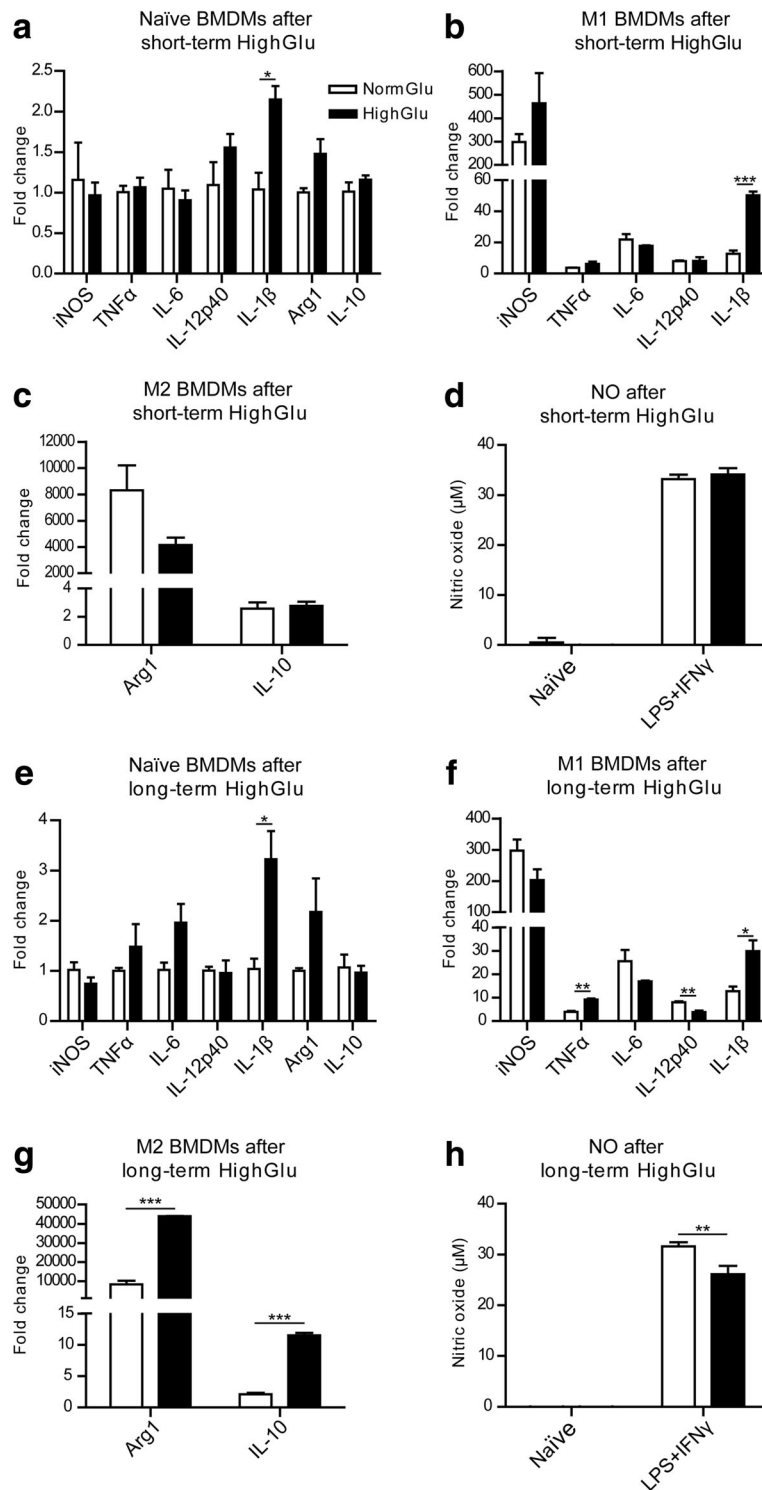 a
Naïve BMDMs after
short-term HighGlu
Fold change
2.5
2.0
1.5
1.0
0.5
0.0
*
NormGlu
HighGlu
iNOS
TNFα
IL-6
IL-12p40
IL-1β
Arg1
IL-10
b
M1 BMDMs after
short-term HighGlu
Fold change
600
500
400
300
200
100
60
40
20
0
***
iNOS
TNFα
IL-6
IL-12p40
IL-1β
c
M2 BMDMs after
short-term HighGlu
Fold change
12000
10000
8000
6000
4000
2000
4
2
0
Arg1
IL-10
d
NO after
short-term HighGlu
Nitric oxide (µM)
40
30
20
10
0
Naïve
LPS+IFNγ
e
Naïve BMDMs after
long-term HighGlu
Fold change
4
3
2
1
0
*
iNOS
TNFα
IL-6
IL-12p40
IL-1β
Arg1
IL-10
f
M1 BMDMs after
long-term HighGlu
Fold change
400
300
200
100
40
30
20
10
0
**
**
*
iNOS
TNFα
IL-6
IL-12p40
IL-1β
g
M2 BMDMs after
long-term HighGlu
Fold change
50000
40000
30000
20000
10000
15
10
5
0
***
***
Arg1
IL-10
h
NO after
long-term HighGlu
Nitric oxide (µM)
40
30
20
10
0
**
Naïve
LPS+IFNγ